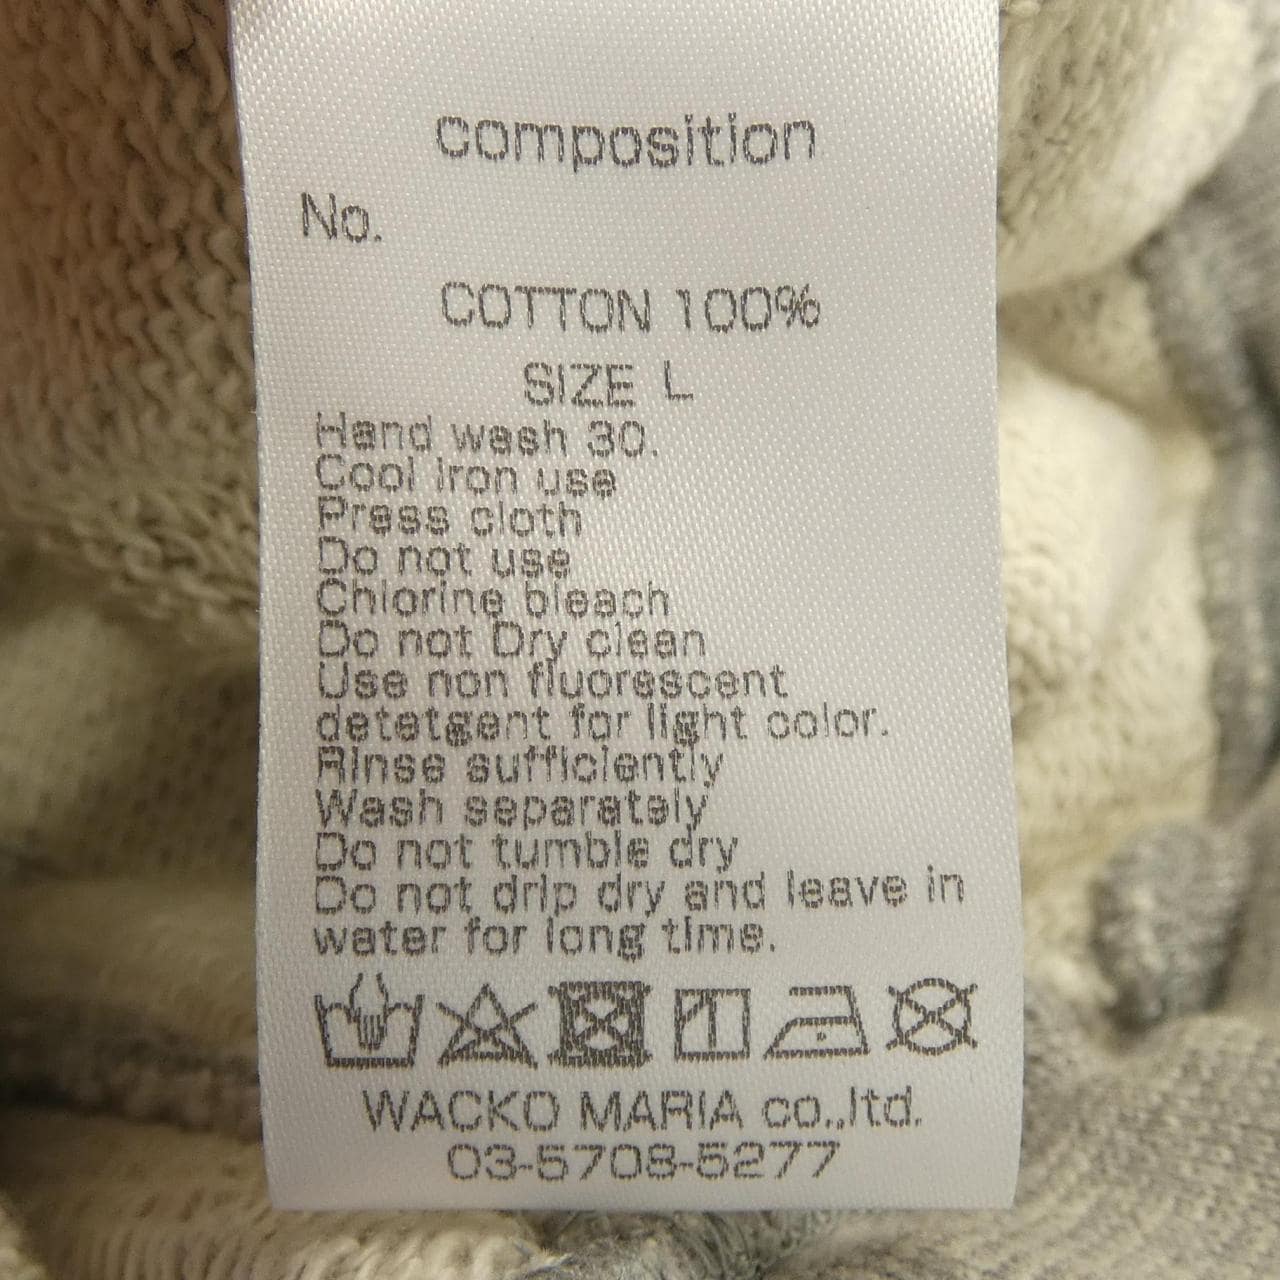 composition
No.
COTTON 100%
SIZE L
Hand wash 30.
Cool iron use
Press cloth
Do not use
Chlorine bleach
Do not Dry clean
Use non fluorescent
detetgent for light color.
Rinse sufficiently
Wash separately
Do not tumble dry
Do not drip dry and leave in
water for long time.
WACKO MARIA co.,ltd.
03-5708-5277